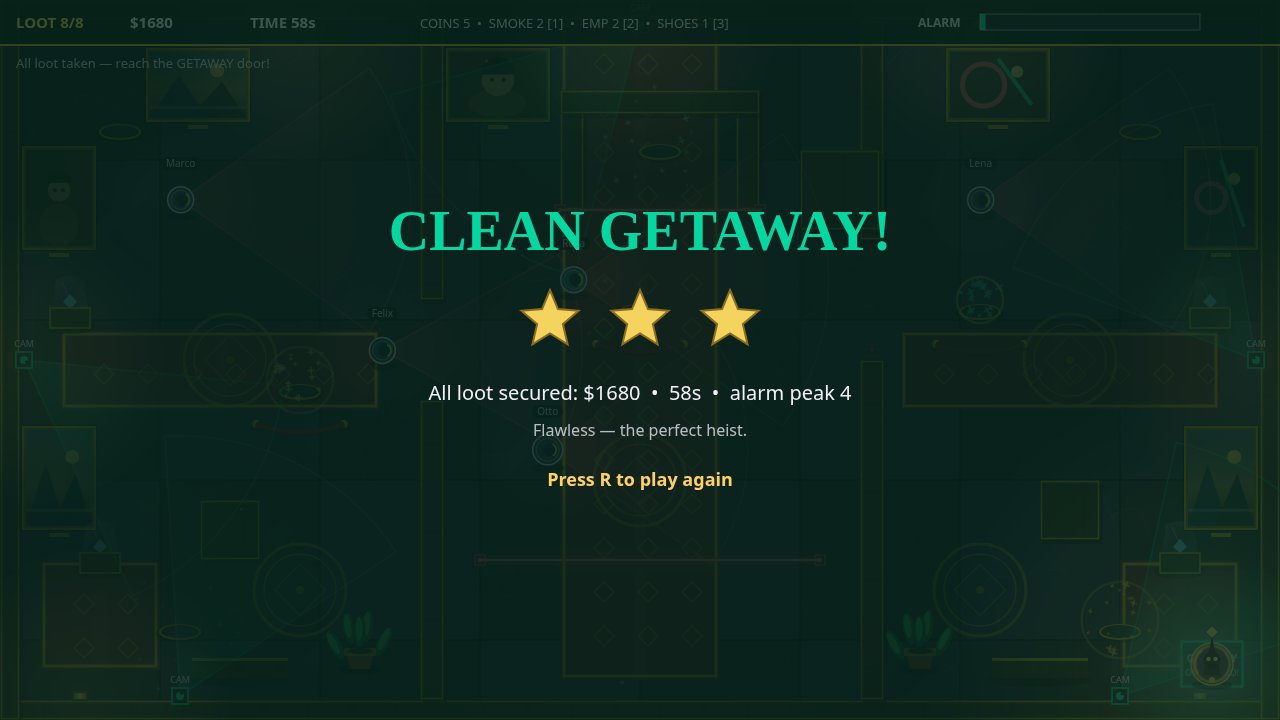 LOOT 8/8 $1680 TIME 58s COINS 5 • SMOKE 2 [1] • EMP 2 [2] • SHOES 1 [3] ALARM
All loot taken — reach the GETAWAY door!
Marco
Lena
CLEAN GETAWAY!
Felix
CAM
CAM
All loot secured: $1680 • 58s • alarm peak 4
Otto
Flawless — the perfect heist.
Press R to play again
CAM
CAM